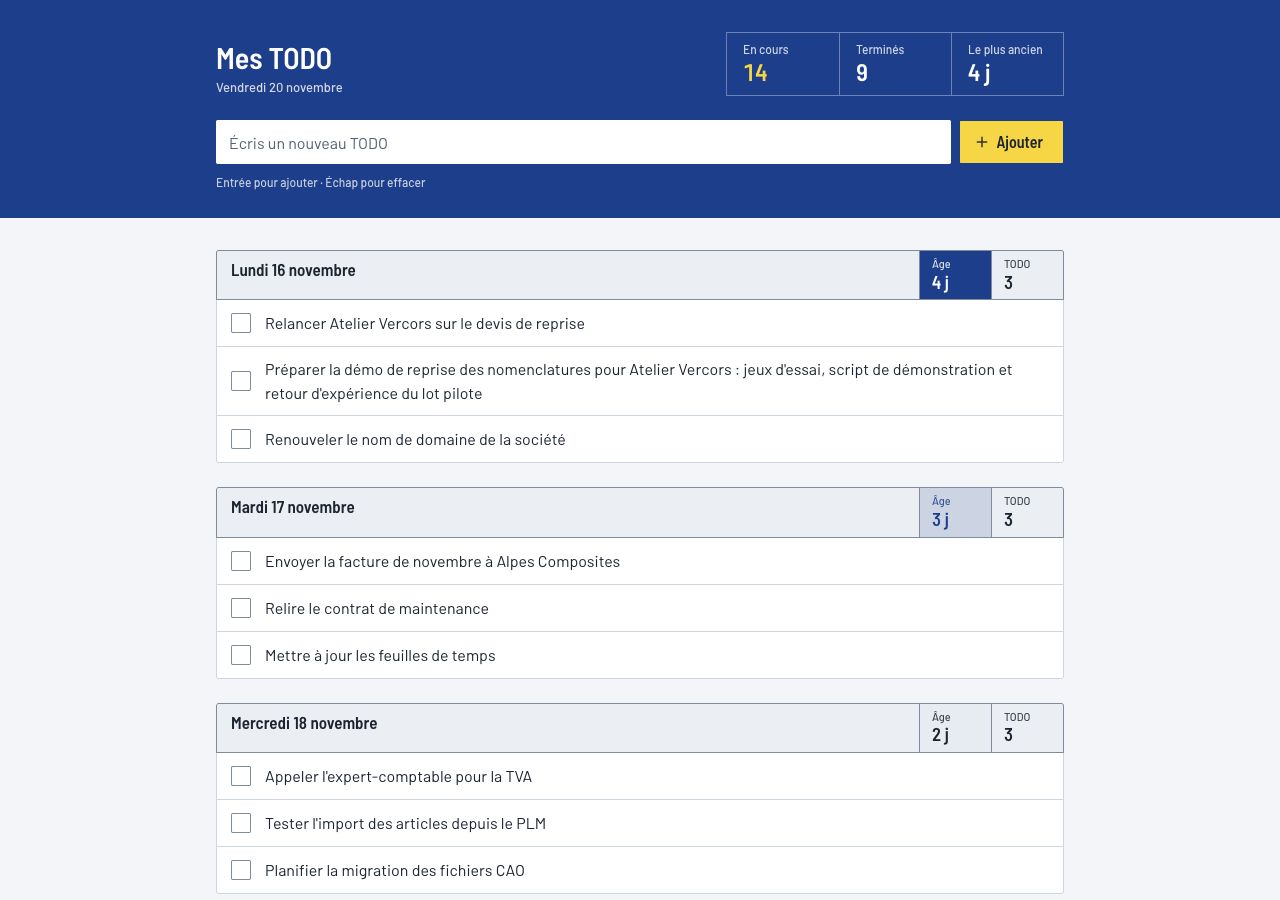 Mes TODO
Vendredi 20 novembre
En cours
14
Terminés
9
Le plus ancien
4 j
Écris un nouveau TODO
+ Ajouter
Entrée pour ajouter · Échap pour effacer
Lundi 16 novembre
Âge
4 j
TODO
3
Relancer Atelier Vercors sur le devis de reprise
Préparer la démo de reprise des nomenclatures pour Atelier Vercors : jeux d'essai, script de démonstration et
retour d'expérience du lot pilote
Renouveler le nom de domaine de la société
Mardi 17 novembre
Âge
3 j
TODO
3
Envoyer la facture de novembre à Alpes Composites
Relire le contrat de maintenance
Mettre à jour les feuilles de temps
Mercredi 18 novembre
Âge
2 j
TODO
3
Appeler l'expert-comptable pour la TVA
Tester l'import des articles depuis le PLM
Planifier la migration des fichiers CAO